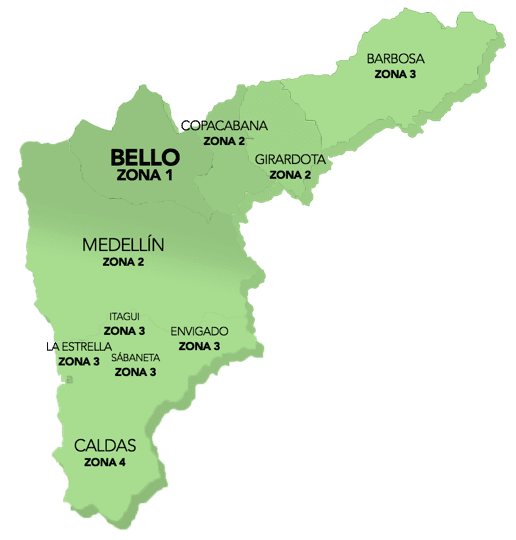 BARBOSA
ZONA 3
COPACABANA
ZONA 2
BELLO
ZONA 1
GIRARDOTA
ZONA 2
MEDELLÍN
ZONA 2
ITAGUI
ZONA 3
ENVIGADO
ZONA 3
LA ESTRELLA
ZONA 3
SÁBANETA
ZONA 3
CALDAS
ZONA 4